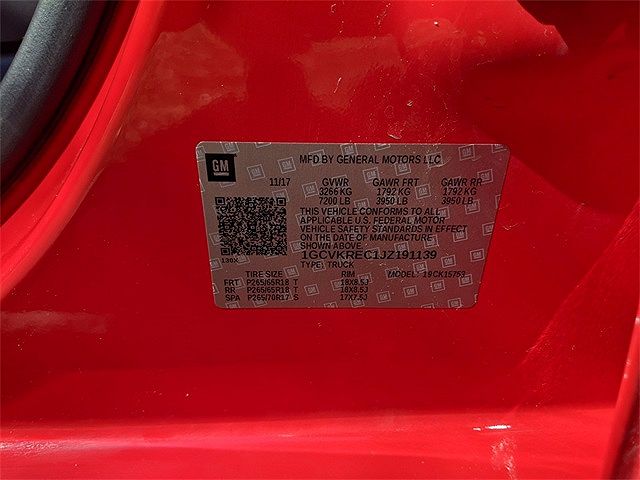 GM
MFD BY GENERAL MOTORS LLC
11/17 GVWR GAWR FRT GAWR RR
3266 KG 1792 KG 1792 KG
7200 LB 3950 LB 3950 LB
THIS VEHICLE CONFORMS TO ALL
APPLICABLE U.S. FEDERAL MOTOR
VEHICLE SAFETY STANDARDS IN EFFECT
ON THE DATE OF MANUFACTURE
SHOWN ABOVE.
1GCVKREC1JZ191139
TYPE: TRUCK
TIRE SIZE RIM MODEL: 19CK15753
FRT P265/65R18 T 18X8.5J
RR P265/65R18 T 18X8.5J
SPA P265/70R17 S 17X7.5J